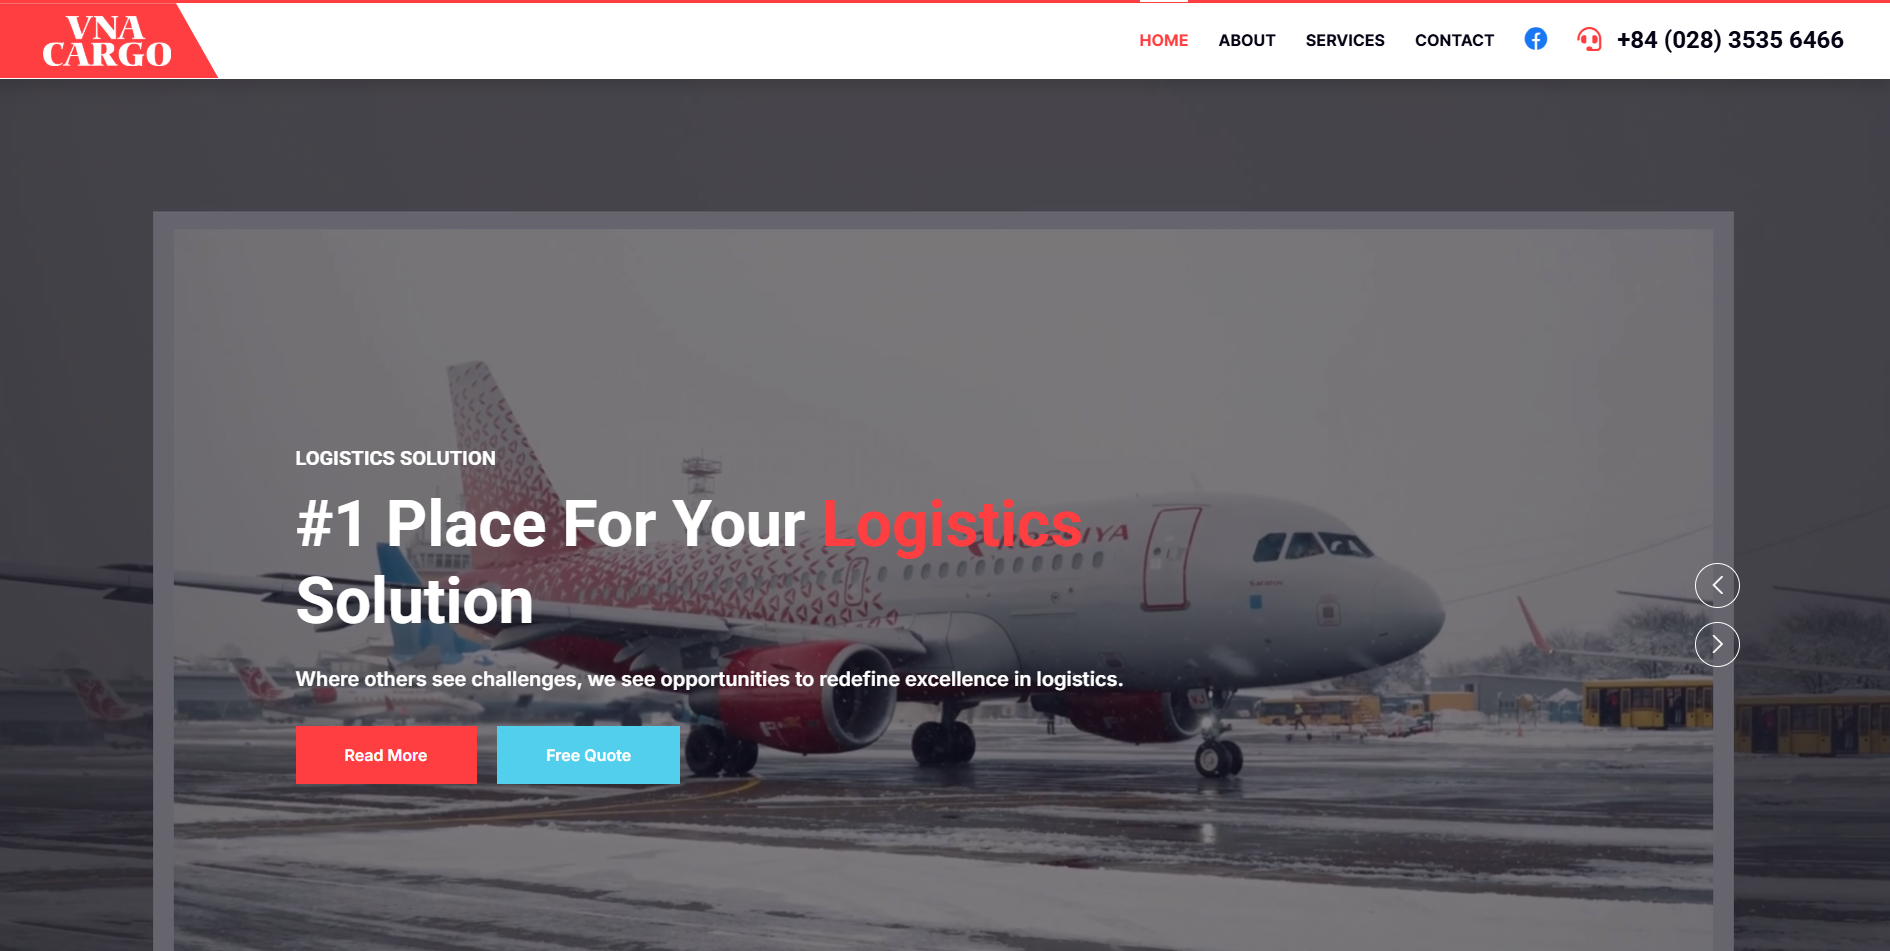 VNA
CARGO
HOME ABOUT SERVICES CONTACT +84 (028) 3535 6466
LOGISTICS SOLUTION
#1 Place For Your Logistics
Solution
Where others see challenges, we see opportunities to redefine excellence in logistics.
Read More Free Quote